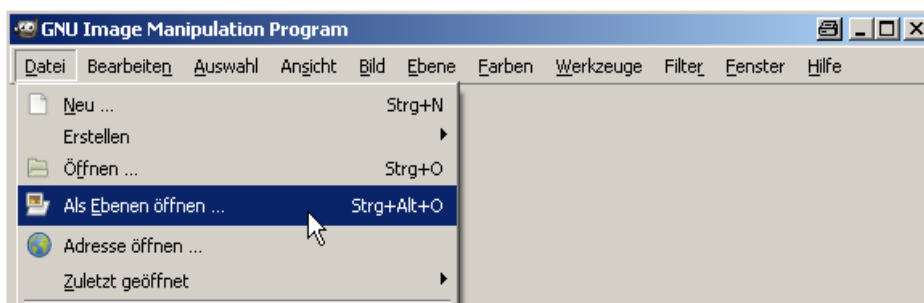 GNU Image Manipulation Program
Datei Bearbeiten Auswahl Ansicht Bild Ebene Farben Werkzeuge Filter Fenster Hilfe
Neu ... Strg+N
Erstellen
Öffnen ... Strg+O
Als Ebenen öffnen ... Strg+Alt+O
Adresse öffnen ...
Zuletzt geöffnet